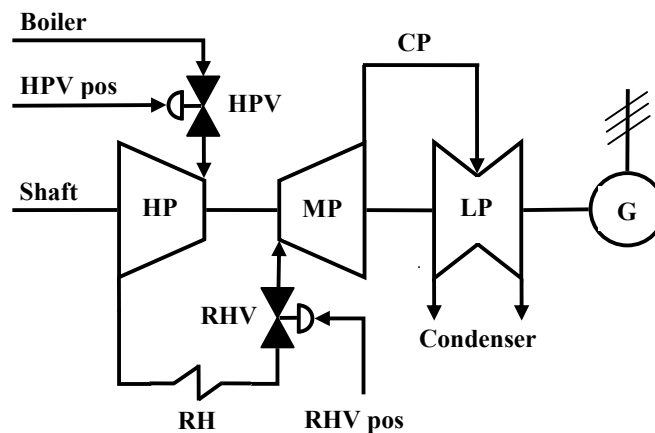 Boiler
CP
HPV pos
HPV
Shaft
HP
MP
LP
G
RHV
Condenser
RH
RHV pos